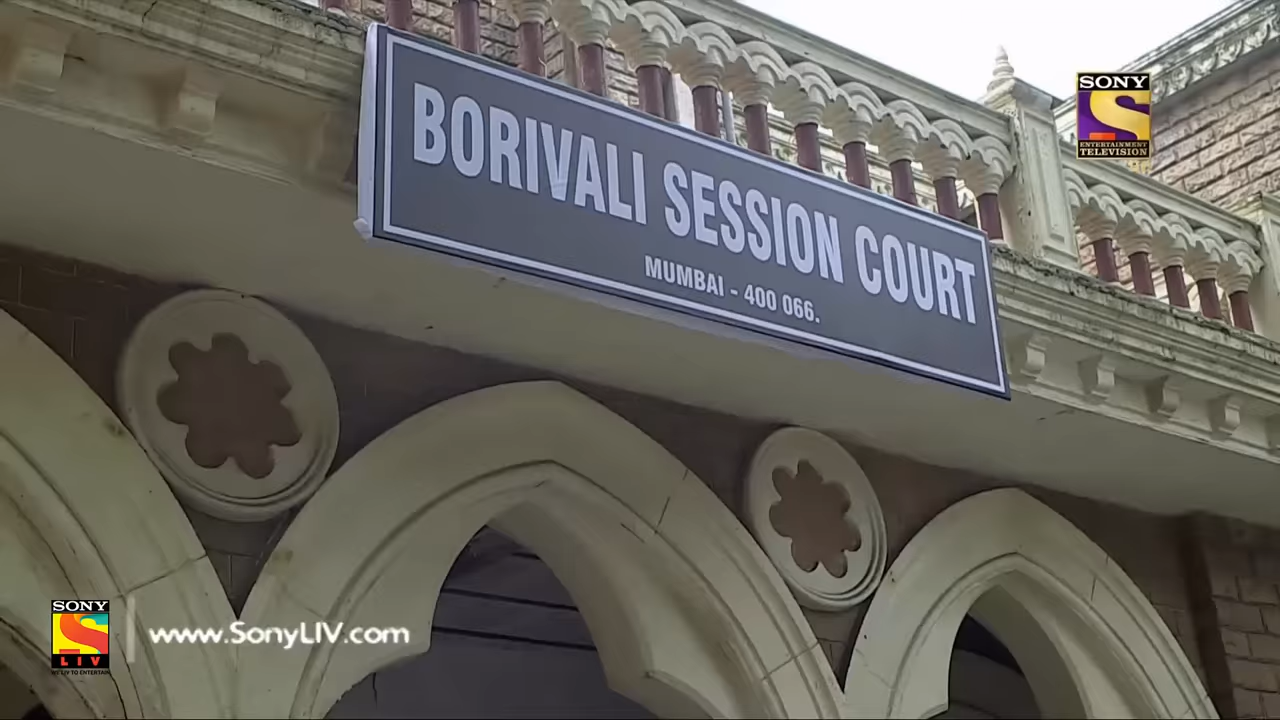 BORIVALI SESSION COURT
MUMBAI - 400 066.
SONY
ENTERTAINMENT
TELEVISION
SONY
LIV
www.SonyLIV.com